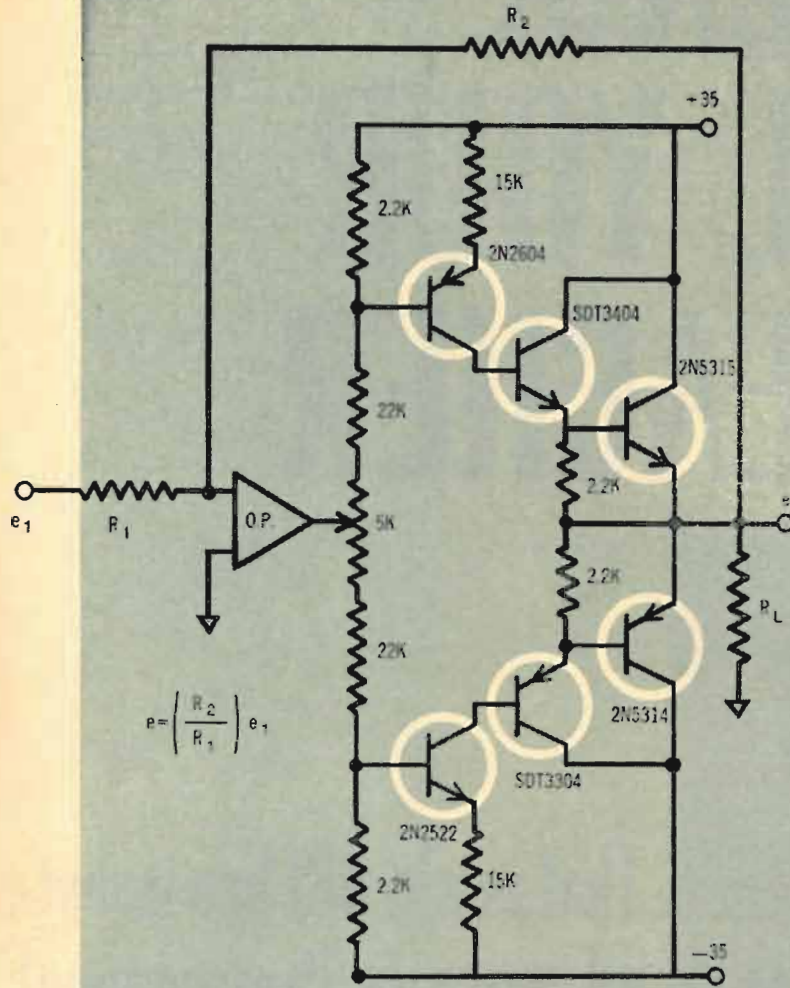 R2
+35
15K
2.2K
2N2604
SDT3404
2N5315
22K
2.2K
e1
R1
O.P.
5K
e
2.2K
RL
22K
e=(R2/R1) e1
2N5314
SDT3304
2N2522
2.2K
15K
—35